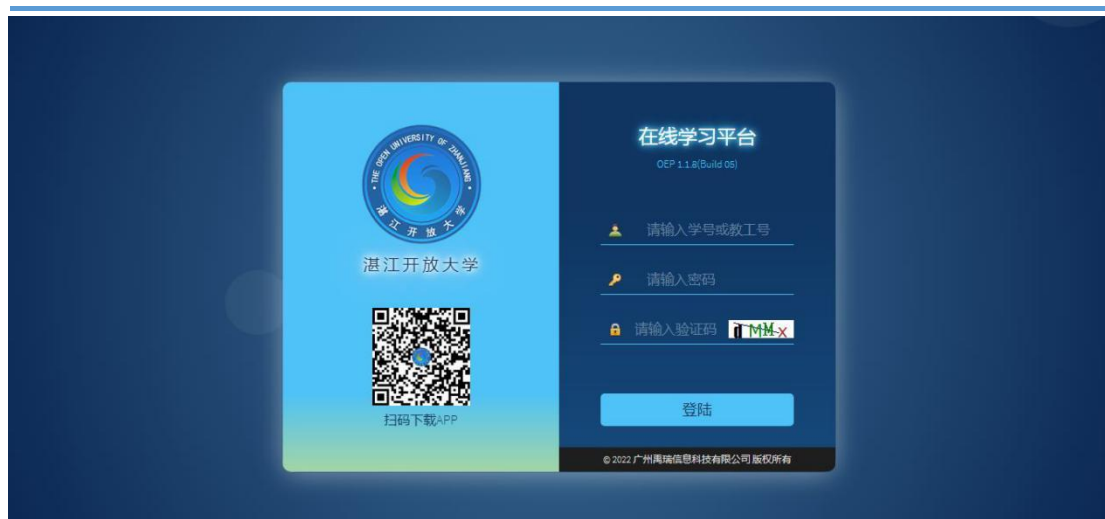 THE OPEN UNIVERSITY OF ZHANJIANG
湛江开放大学
湛江开放大学
扫码下载APP
在线学习平台
OEP 1.1.8(Build 05)
请输入学号或教工号
请输入密码
请输入验证码
登陆
© 2022 广州禹瑞信息科技有限公司 版权所有